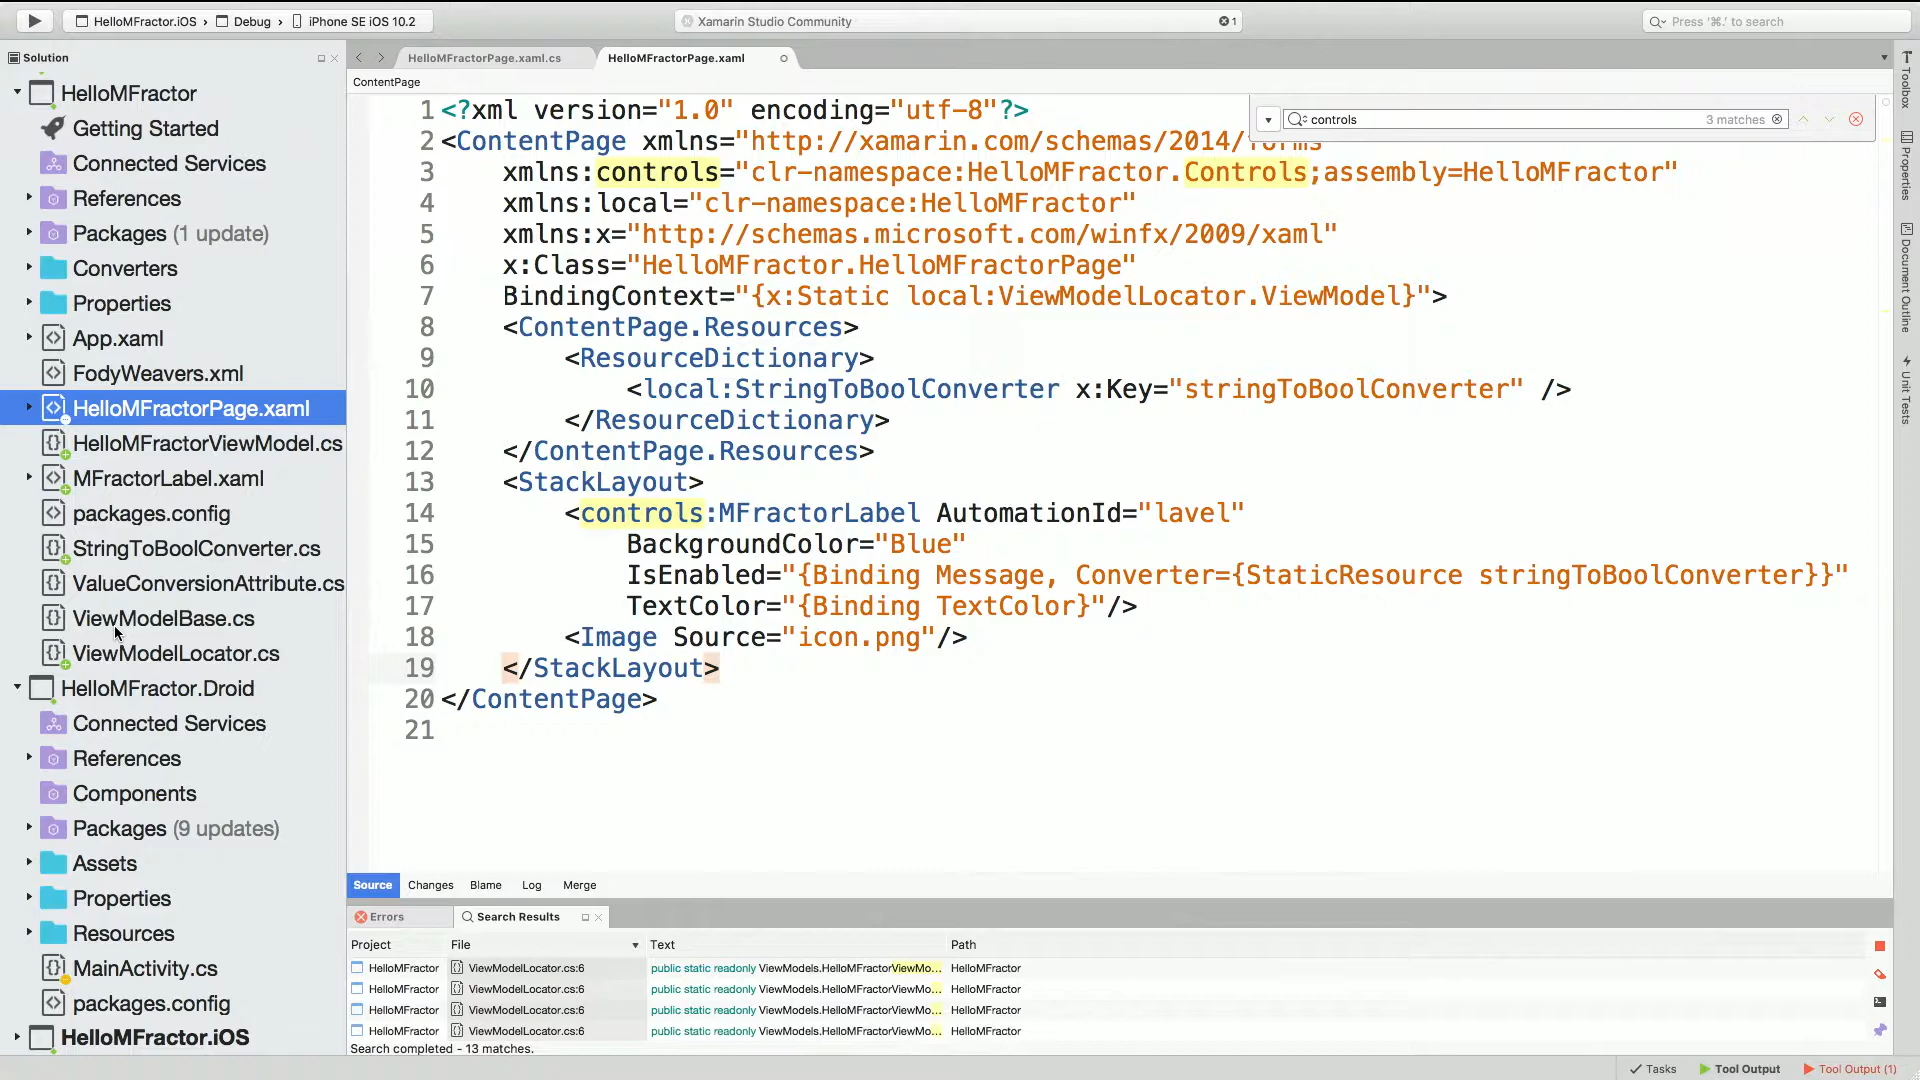 HelloMFractor.iOS › Debug › iPhone SE iOS 10.2
Xamarin Studio Community
1
Press '⌘.' to search
Solution
HelloMFractor
Getting Started
Connected Services
References
Packages (1 update)
Converters
Properties
App.xaml
FodyWeavers.xml
HelloMFractorPage.xaml
HelloMFractorViewModel.cs
MFractorLabel.xaml
packages.config
StringToBoolConverter.cs
ValueConversionAttribute.cs
ViewModelBase.cs
ViewModelLocator.cs
HelloMFractor.Droid
Connected Services
References
Components
Packages (9 updates)
Assets
Properties
Resources
MainActivity.cs
packages.config
HelloMFractor.iOS
HelloMFractorPage.xaml.cs
HelloMFractorPage.xaml
ContentPage
controls 3 matches
1 <?xml version="1.0" encoding="utf-8"?>
2 <ContentPage xmlns="http://xamarin.com/schemas/2014/forms
3 xmlns:controls="clr-namespace:HelloMFractor.Controls;assembly=HelloMFractor"
4 xmlns:local="clr-namespace:HelloMFractor"
5 xmlns:x="http://schemas.microsoft.com/winfx/2009/xaml"
6 x:Class="HelloMFractor.HelloMFractorPage"
7 BindingContext="{x:Static local:ViewModelLocator.ViewModel}">
8 <ContentPage.Resources>
9 <ResourceDictionary>
10 <local:StringToBoolConverter x:Key="stringToBoolConverter" />
11 </ResourceDictionary>
12 </ContentPage.Resources>
13 <StackLayout>
14 <controls:MFractorLabel AutomationId="lavel"
15 BackgroundColor="Blue"
16 IsEnabled="{Binding Message, Converter={StaticResource stringToBoolConverter}}"
17 TextColor="{Binding TextColor}"/>
18 <Image Source="icon.png"/>
19 </StackLayout>
20 </ContentPage>
21
Source Changes Blame Log Merge
Errors Search Results
Project File Text Path
HelloMFractor ViewModelLocator.cs:6 public static readonly ViewModels.HelloMFractorViewMo... HelloMFractor
HelloMFractor ViewModelLocator.cs:6 public static readonly ViewModels.HelloMFractorViewMo... HelloMFractor
HelloMFractor ViewModelLocator.cs:6 public static readonly ViewModels.HelloMFractorViewMo... HelloMFractor
HelloMFractor ViewModelLocator.cs:6 public static readonly ViewModels.HelloMFractorViewMo... HelloMFractor
Search completed - 13 matches.
Toolbox
Properties
Document Outline
Unit Tests
Tasks Tool Output Tool Output (1)